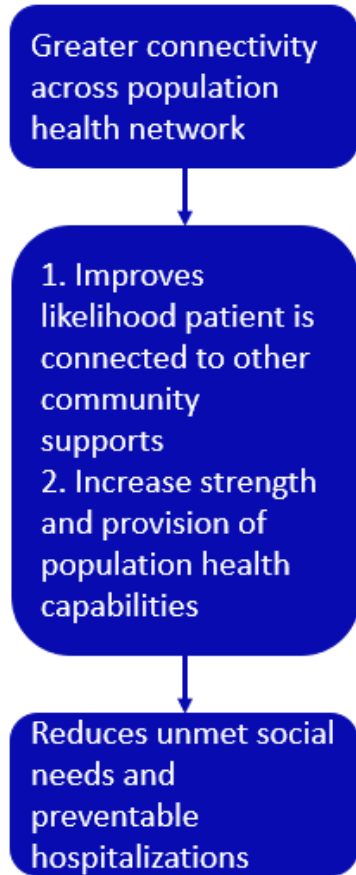 Greater connectivity
across population
health network
1. Improves
likelihood patient is
connected to other
community
supports
2. Increase strength
and provision of
population health
capabilities
Reduces unmet social
needs and
preventable
hospitalizations